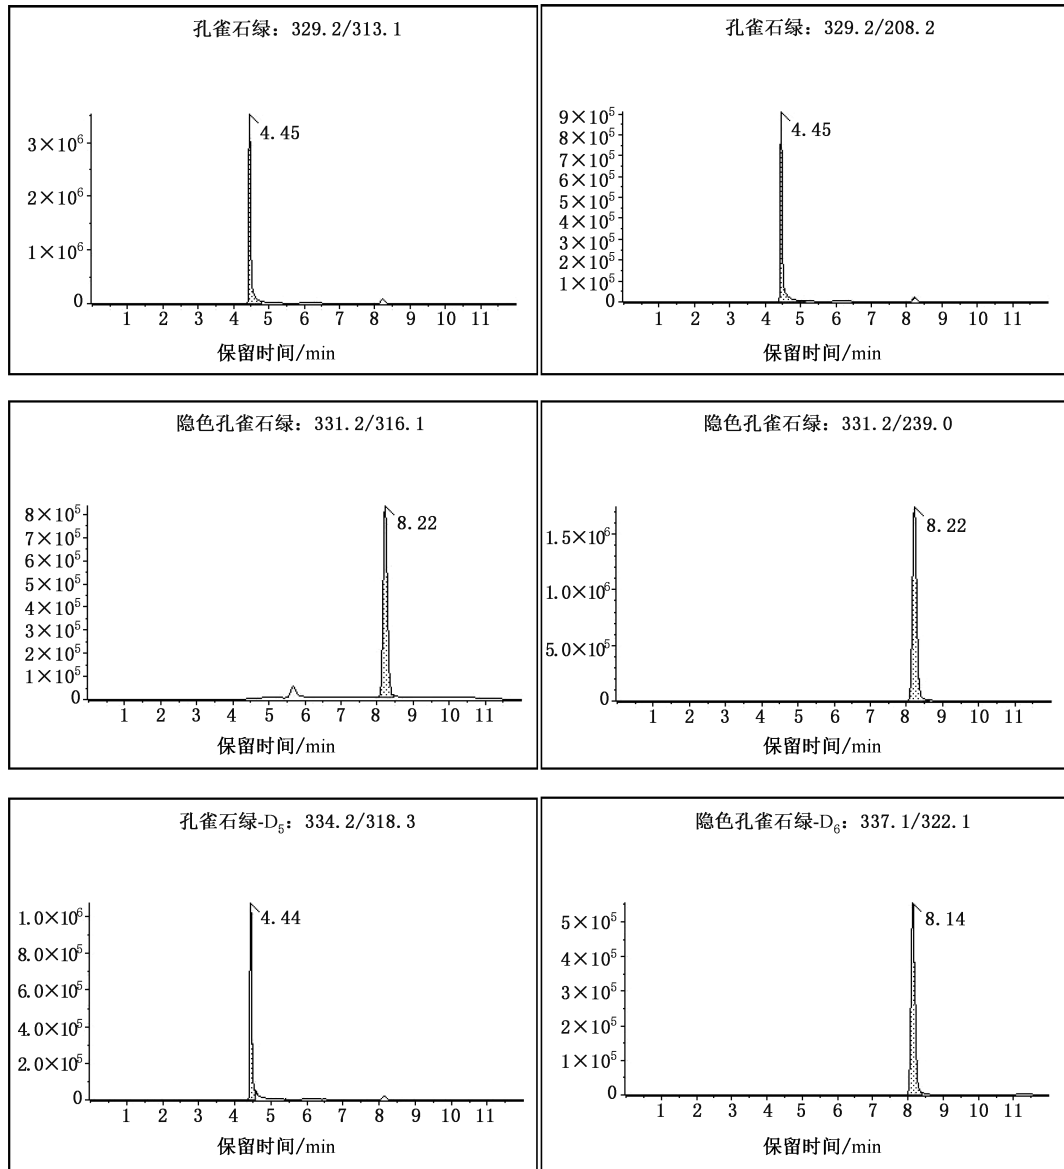 孔雀石绿：329.2/313.1
4.45
3×10⁶
2×10⁶
1×10⁶
0
1 2 3 4 5 6 7 8 9 10 11
保留时间/min
孔雀石绿：329.2/208.2
4.45
9×10⁵
8×10⁵
7×10⁵
6×10⁵
5×10⁵
4×10⁵
3×10⁵
2×10⁵
1×10⁵
0
1 2 3 4 5 6 7 8 9 10 11
保留时间/min
隐色孔雀石绿：331.2/316.1
8.22
8×10⁵
7×10⁵
6×10⁵
5×10⁵
4×10⁵
3×10⁵
2×10⁵
1×10⁵
0
1 2 3 4 5 6 7 8 9 10 11
保留时间/min
隐色孔雀石绿：331.2/239.0
8.22
1.5×10⁶
1.0×10⁶
5.0×10⁵
0
1 2 3 4 5 6 7 8 9 10 11
保留时间/min
孔雀石绿-D₅：334.2/318.3
4.44
1.0×10⁶
8.0×10⁵
6.0×10⁵
4.0×10⁵
2.0×10⁵
0
1 2 3 4 5 6 7 8 9 10 11
保留时间/min
隐色孔雀石绿-D₆：337.1/322.1
8.14
5×10⁵
4×10⁵
3×10⁵
2×10⁵
1×10⁵
0
1 2 3 4 5 6 7 8 9 10 11
保留时间/min